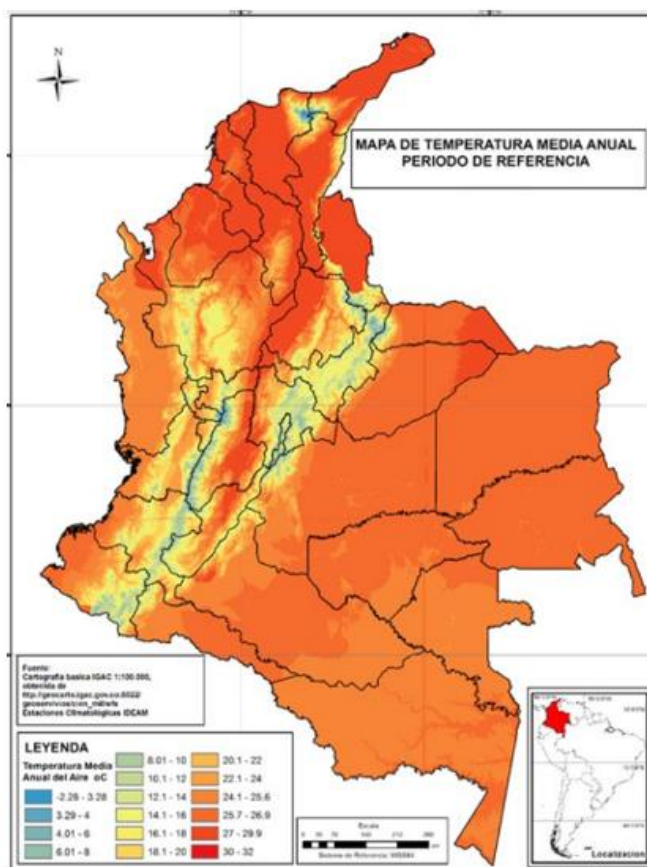 N
MAPA DE TEMPERATURA MEDIA ANUAL
PERIODO DE REFERENCIA
Fuente:
Cartografia basica IGAC 1:100.000,
obtenida de
Estaciones Climatológicas IDEAM
LEYENDA
Temperatura Media
Anual del Aire oC
-2.28 - 3.28
3.29 - 4
4.01 - 6
6.01 - 8
8.01 - 10
10.1 - 12
12.1 - 14
14.1 - 16
16.1 - 18
18.1 - 20
20.1 - 22
22.1 - 24
24.1 - 25.6
25.7 - 26.9
27 - 29.9
30 - 32
Escala
Localizacion